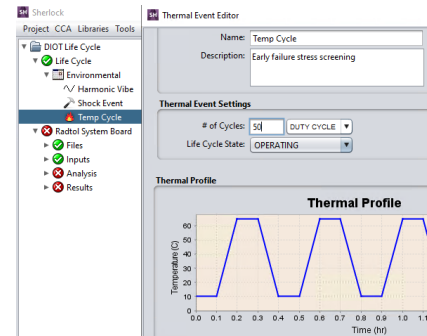 SH Sherlock
Project CCA Libraries Tools
DIOT Life Cycle
Life Cycle
Environmental
Harmonic Vibe
Shock Event
Temp Cycle
Radtol System Board
Files
Inputs
Analysis
Results
SH Thermal Event Editor
Name: Temp Cycle
Description: Early failure stress screening
Thermal Event Settings
# of Cycles: 50 DUTY CYCLE
Life Cycle State: OPERATING
Thermal Profile
Thermal Profile
Temperature (C)
60
50
40
30
20
10
0
0.0 0.1 0.2 0.3 0.4 0.5 0.6 0.7 0.8 0.9 1.0 1.1
Time (hr)